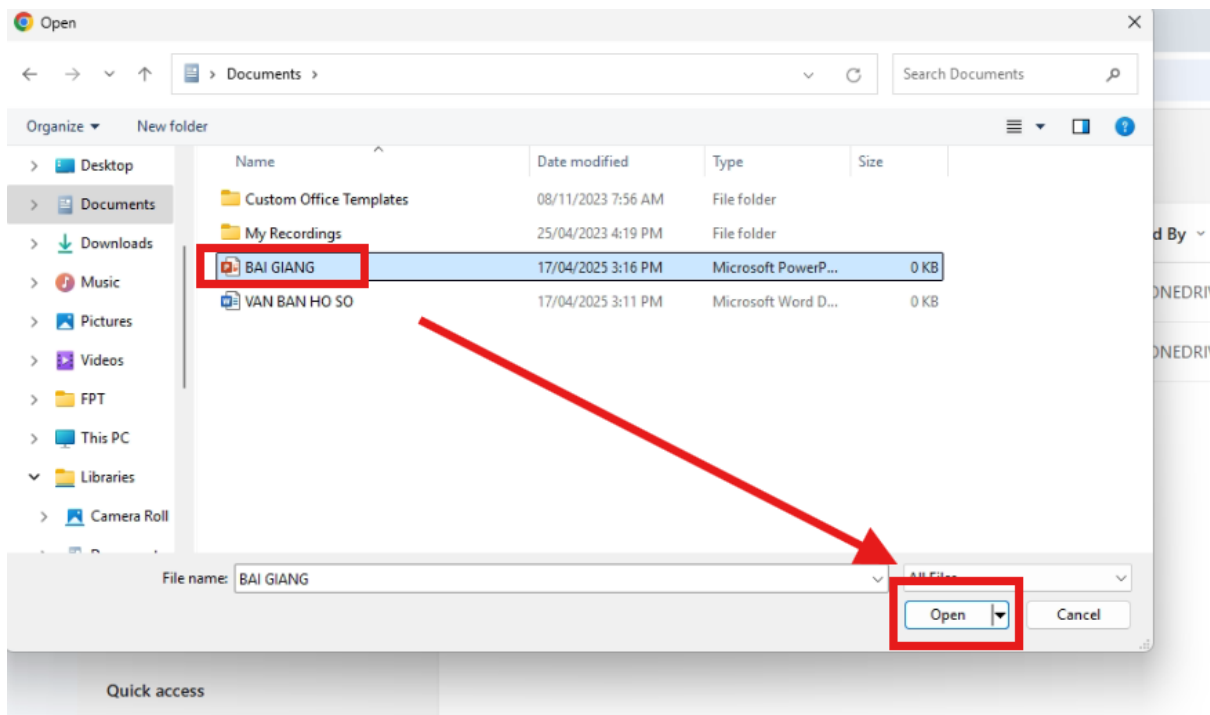 Open
Documents
Search Documents
Organize New folder
Name Date modified Type Size
Desktop
Documents
Downloads
Music
Pictures
Videos
FPT
This PC
Libraries
Camera Roll
Custom Office Templates 08/11/2023 7:56 AM File folder
My Recordings 25/04/2023 4:19 PM File folder
BAI GIANG 17/04/2025 3:16 PM Microsoft PowerP... 0 KB
VAN BAN HO SO 17/04/2025 3:11 PM Microsoft Word D... 0 KB
d By
ONEDRI
ONEDRI
File name: BAI GIANG
Open Cancel
Quick access